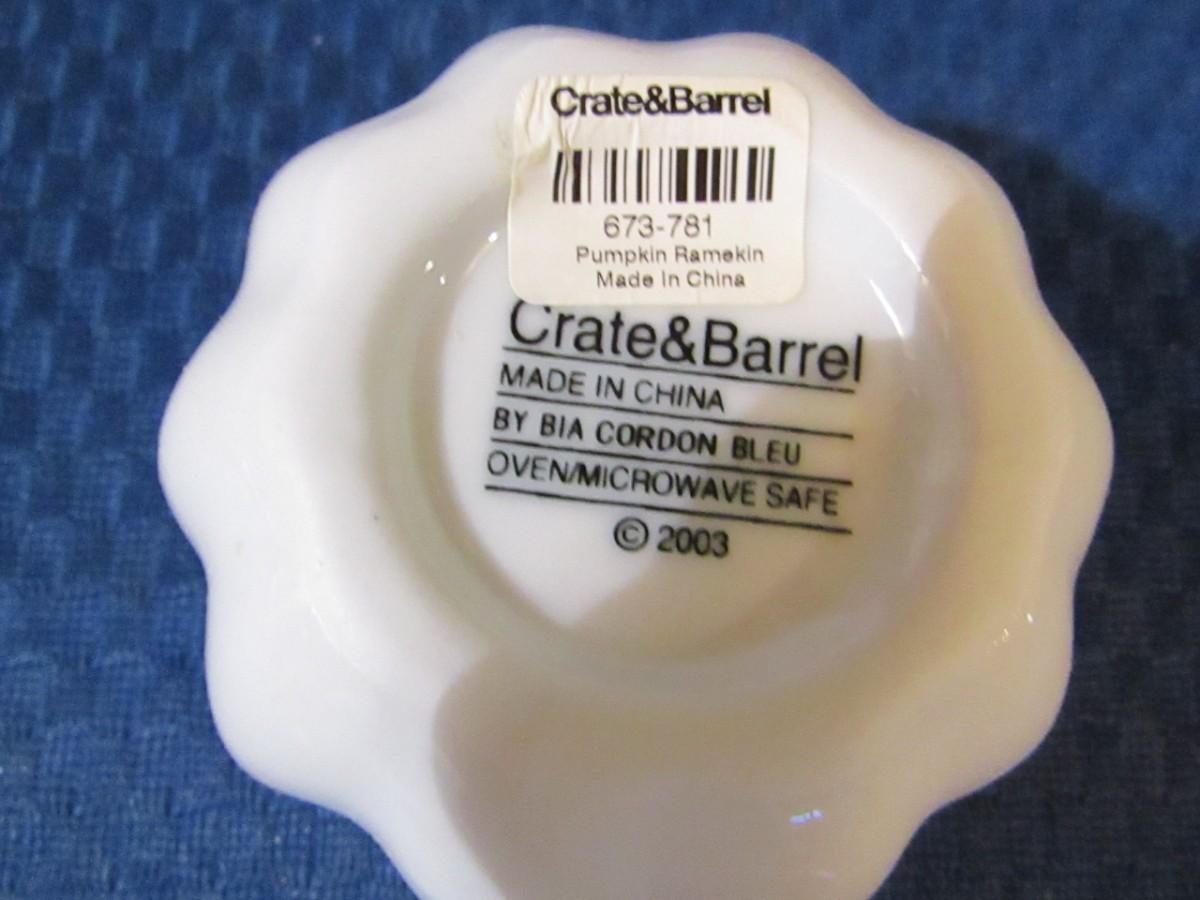 Crate&Barrel
673-781
Pumpkin Ramekin
Made In China
Crate&Barrel
MADE IN CHINA
BY BIA CORDON BLEU
OVEN/MICROWAVE SAFE
© 2003